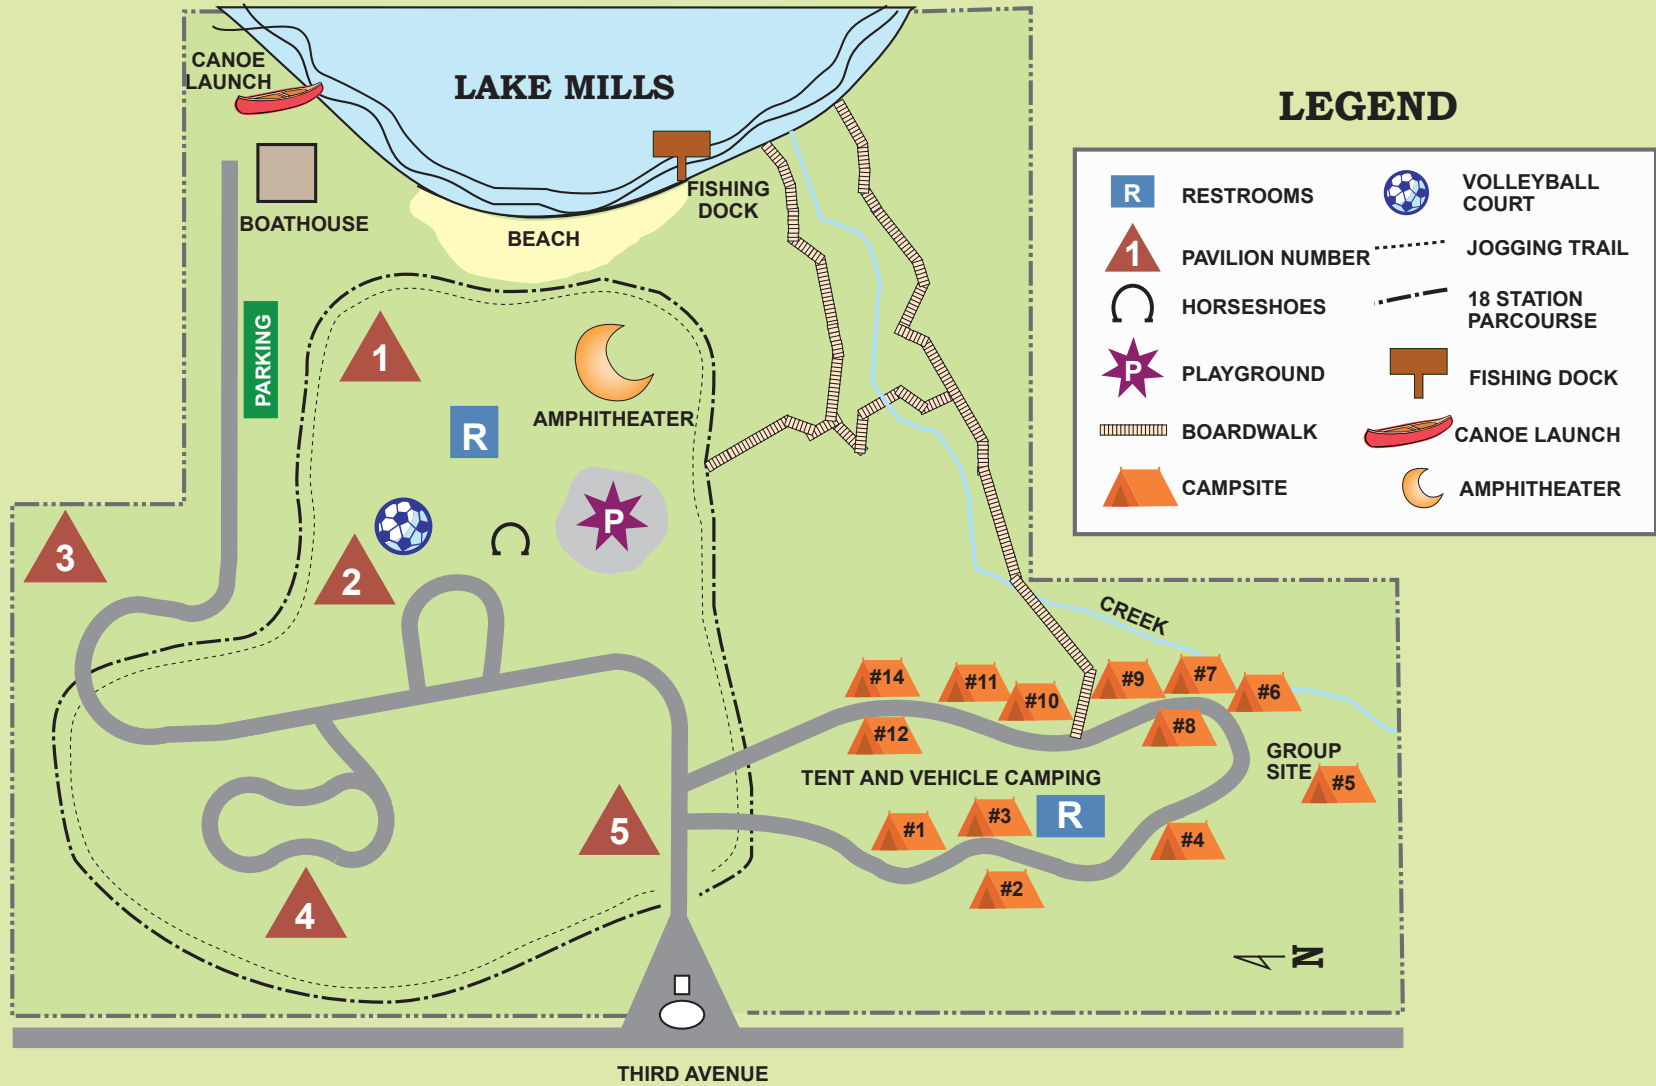 CANOE
LAUNCH
LAKE MILLS
FISHING
DOCK
BOATHOUSE
BEACH
PARKING
1
AMPHITHEATER
R
P
3
2
CREEK
#14
#11
#10
#9
#7
#6
#12
#8
GROUP
SITE
#5
TENT AND VEHICLE CAMPING
5
#1
#3
R
#4
#2
4
N
THIRD AVENUE
LEGEND
R RESTROOMS
VOLLEYBALL
COURT
1 PAVILION NUMBER
JOGGING TRAIL
HORSESHOES
18 STATION
PARCOURSE
P PLAYGROUND
FISHING DOCK
BOARDWALK
CANOE LAUNCH
CAMPSITE
AMPHITHEATER